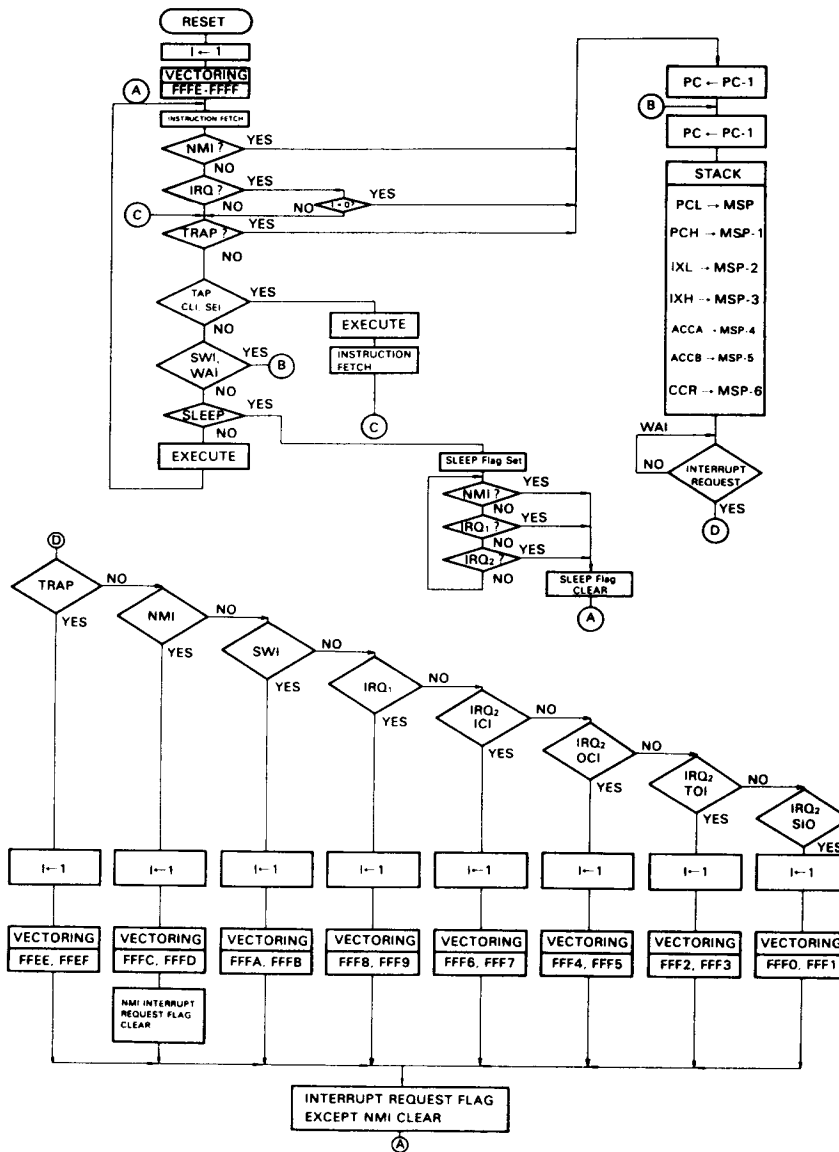 RESET
I ← 1
VECTORING
FFFE-FFFF
A
INSTRUCTION FETCH
NMI ?
YES
NO
IRQ ?
YES
NO
I = 0?
YES
NO
C
TRAP ?
YES
NO
TAP
CLI, SEI
YES
NO
EXECUTE
INSTRUCTION
FETCH
C
SWI,
WAI
YES
B
NO
SLEEP
YES
NO
EXECUTE
PC ← PC-1
B
PC ← PC-1
STACK
PCL → MSP
PCH → MSP-1
IXL → MSP-2
IXH → MSP-3
ACCA → MSP-4
ACCB → MSP-5
CCR → MSP-6
WAI
NO
INTERRUPT
REQUEST
YES
D
SLEEP Flag Set
NMI ?
YES
NO
IRQ₁ ?
YES
NO
IRQ₂ ?
YES
NO
SLEEP Flag
CLEAR
A
D
TRAP
NO
YES
NMI
NO
YES
SWI
NO
YES
IRQ₁
NO
YES
IRQ₂
ICI
NO
YES
IRQ₂
OCI
NO
YES
IRQ₂
TOI
NO
YES
IRQ₂
SIO
YES
I←1
I←1
I←1
I←1
I←1
I←1
I←1
I←1
VECTORING
FFEE, FFEF
VECTORING
FFFC, FFFD
VECTORING
FFFA, FFFB
VECTORING
FFF8, FFF9
VECTORING
FFF6, FFF7
VECTORING
FFF4, FFF5
VECTORING
FFF2, FFF3
VECTORING
FFF0, FFF1
NMI INTERRUPT
REQUEST FLAG
CLEAR
INTERRUPT REQUEST FLAG
EXCEPT NMI CLEAR
A